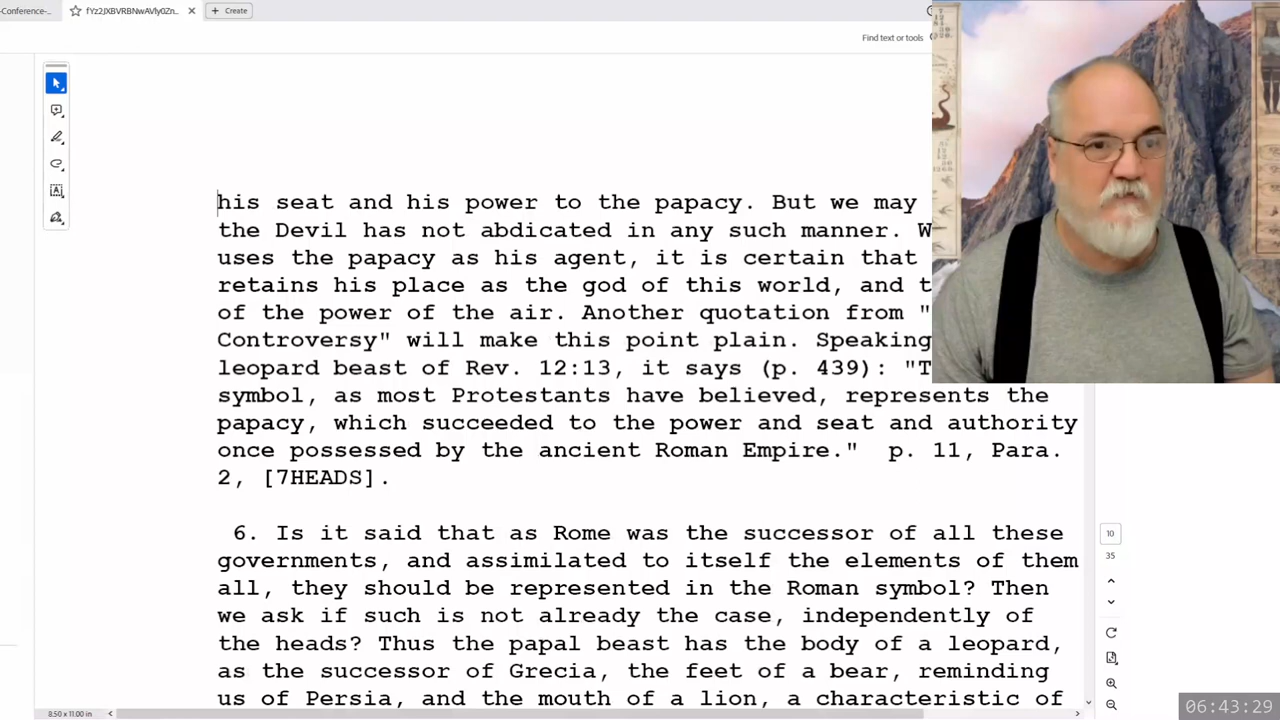 -Conference-...
fYz2JXBVRBNwAVly0Zn...
Create
Find text or tools
his seat and his power to the papacy. But we may
the Devil has not abdicated in any such manner. W
uses the papacy as his agent, it is certain that
retains his place as the god of this world, and t
of the power of the air. Another quotation from "
Controversy" will make this point plain. Speaking
leopard beast of Rev. 12:13, it says (p. 439): "T
symbol, as most Protestants have believed, represents the
papacy, which succeeded to the power and seat and authority
once possessed by the ancient Roman Empire." p. 11, Para.
2, [7HEADS].
6. Is it said that as Rome was the successor of all these
governments, and assimilated to itself the elements of them
all, they should be represented in the Roman symbol? Then
we ask if such is not already the case, independently of
the heads? Thus the papal beast has the body of a leopard,
as the successor of Grecia, the feet of a bear, reminding
us of Persia, and the mouth of a lion, a characteristic of
10
35
8.50 x 11.00 in
06:43:29